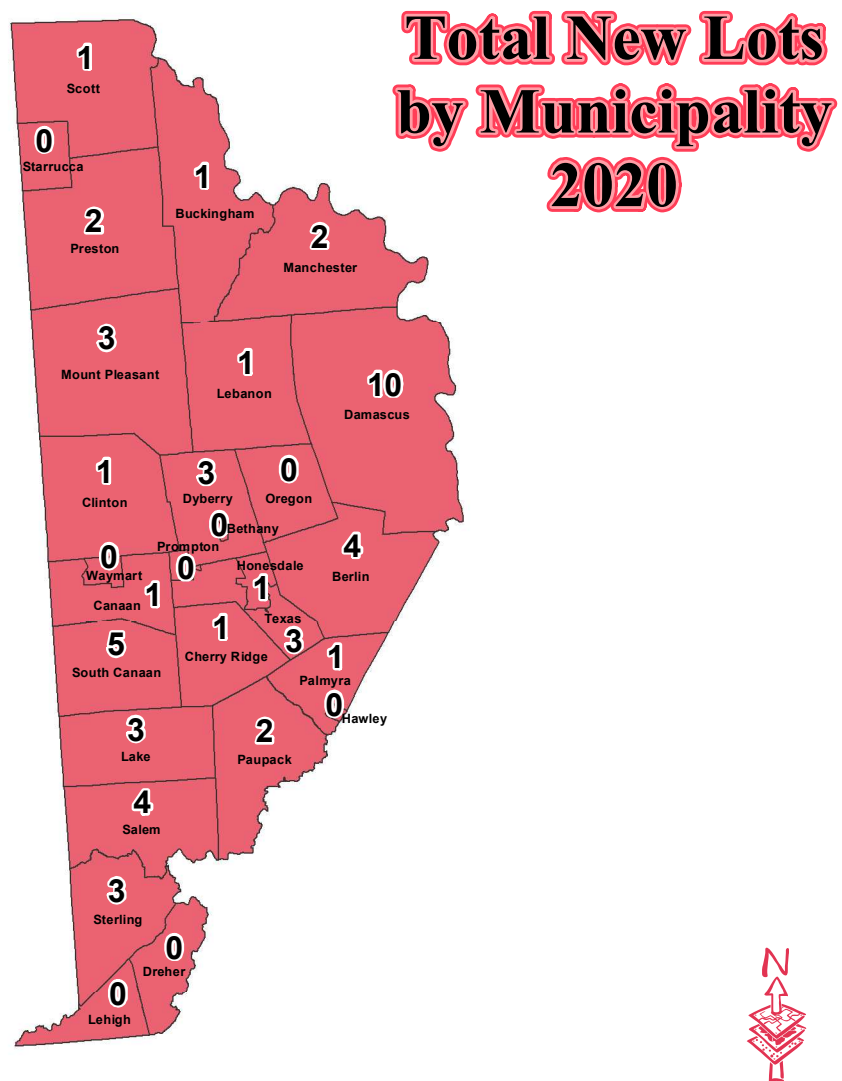 Total New Lots
by Municipality
2020
1
Scott
0
Starrucca
1
Buckingham
2
Preston
2
Manchester
3
Mount Pleasant
1
Lebanon
10
Damascus
1
Clinton
3
Dyberry
0
Oregon
0
Bethany
Prompton
0
0
Waymart
Honesdale
1
4
Berlin
Canaan
1
Texas
3
5
South Canaan
1
Cherry Ridge
1
Palmyra
0
Hawley
3
Lake
2
Paupack
4
Salem
3
Sterling
0
Dreher
0
Lehigh
N